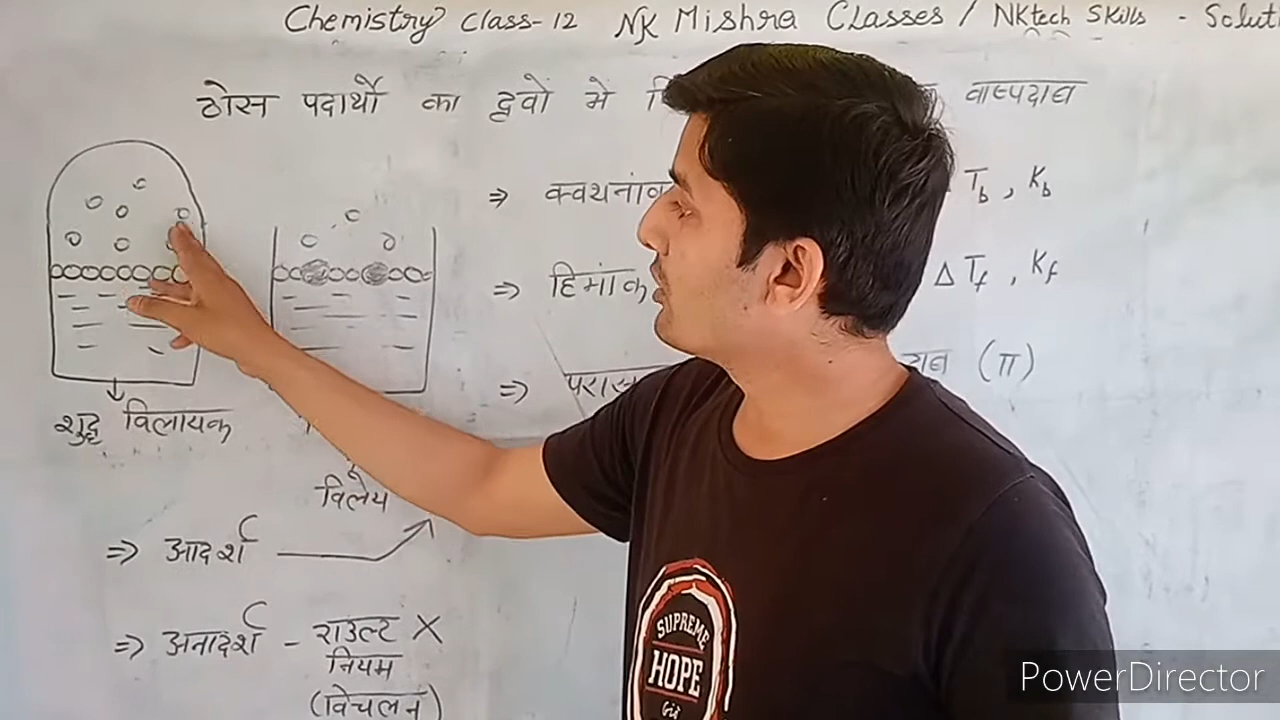 Chemistry Class-12 NK Mishra Classes / NKtech Skills - Soluti
ठोस पदार्थो का द्रवों में वाष्पदाब
⇒ क्वथनांक Tb, Kb
⇒ हिमांक Δ Tf, Kf
⇒ (π)
शुद्ध विलायक
विलेय
⇒ आदर्श
⇒ अनादर्श - राउल्ट X
नियम
(विचलन)
SUPREME
HOPE
PowerDirector